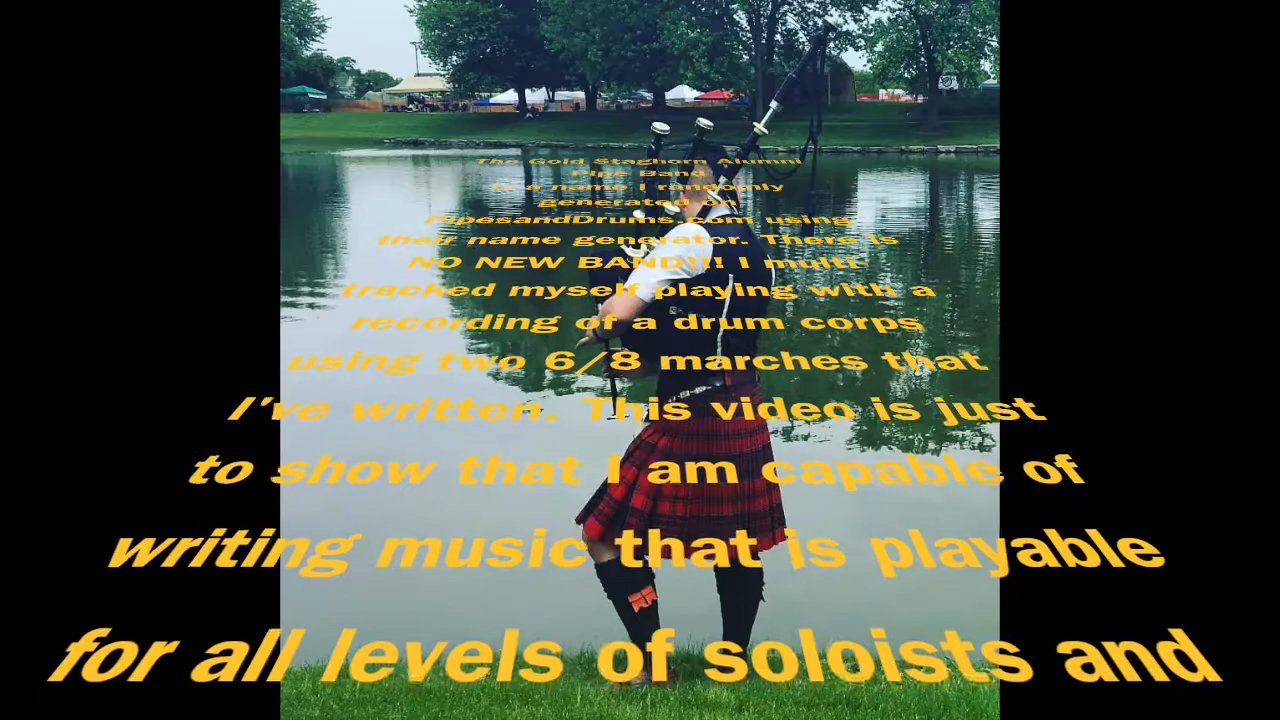 The Gold Staghorn Alumni
Pipe Band
is a name I randomly
generated on
PipesandDrums.com using
their name generator. There is
NO NEW BAND!!! I multi
tracked myself playing with a
recording of a drum corps
using two 6/8 marches that
I've written. This video is just
to show that I am capable of
writing music that is playable
for all levels of soloists and